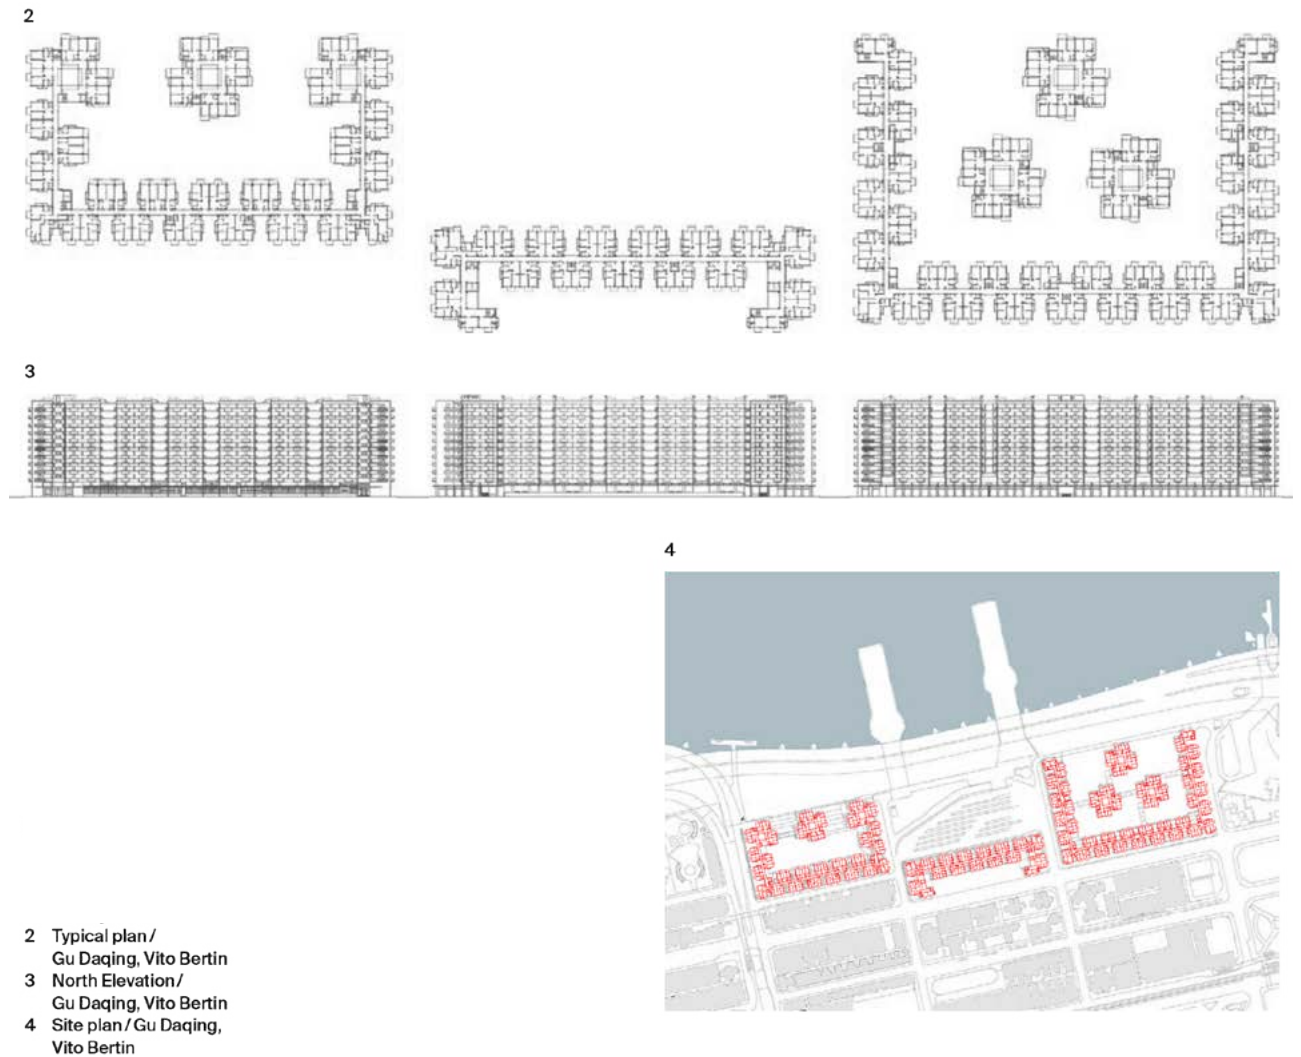 2
3
4
2 Typical plan /
Gu Daqing, Vito Bertin
3 North Elevation /
Gu Daqing, Vito Bertin
4 Site plan / Gu Daqing,
Vito Bertin